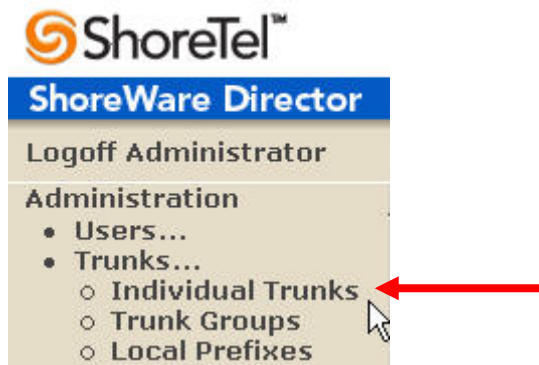 ShoreTel™
ShoreWare Director
Logoff Administrator
Administration
• Users...
• Trunks...
○ Individual Trunks
○ Trunk Groups
○ Local Prefixes